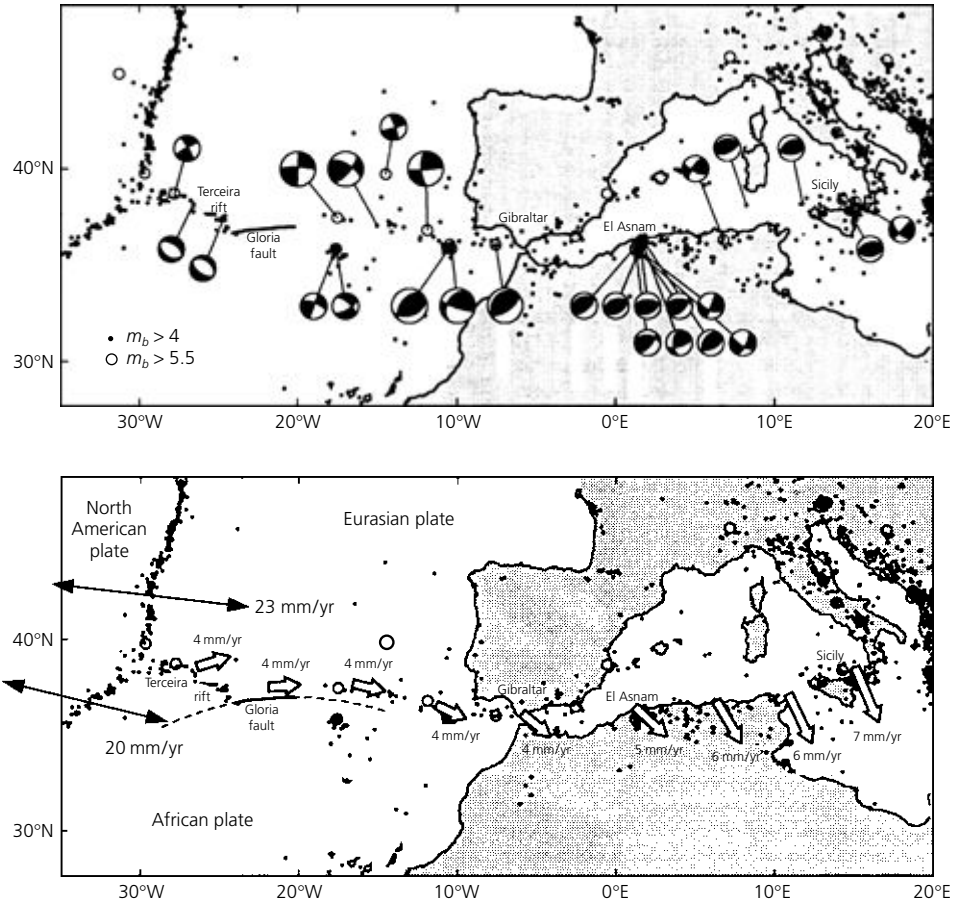 40°N
30°N
Terceira
rift
Gloria
fault
Gibraltar
El Asnam
Sicily
m_b > 4
m_b > 5.5
30°W
20°W
10°W
0°E
10°E
20°E
North
American
plate
Eurasian plate
23 mm/yr
40°N
4 mm/yr
4 mm/yr
4 mm/yr
Terceira
rift
Gloria
fault
Gibraltar
El Asnam
Sicily
20 mm/yr
4 mm/yr
4 mm/yr
5 mm/yr
6 mm/yr
6 mm/yr
7 mm/yr
African plate
30°N
30°W
20°W
10°W
0°E
10°E
20°E